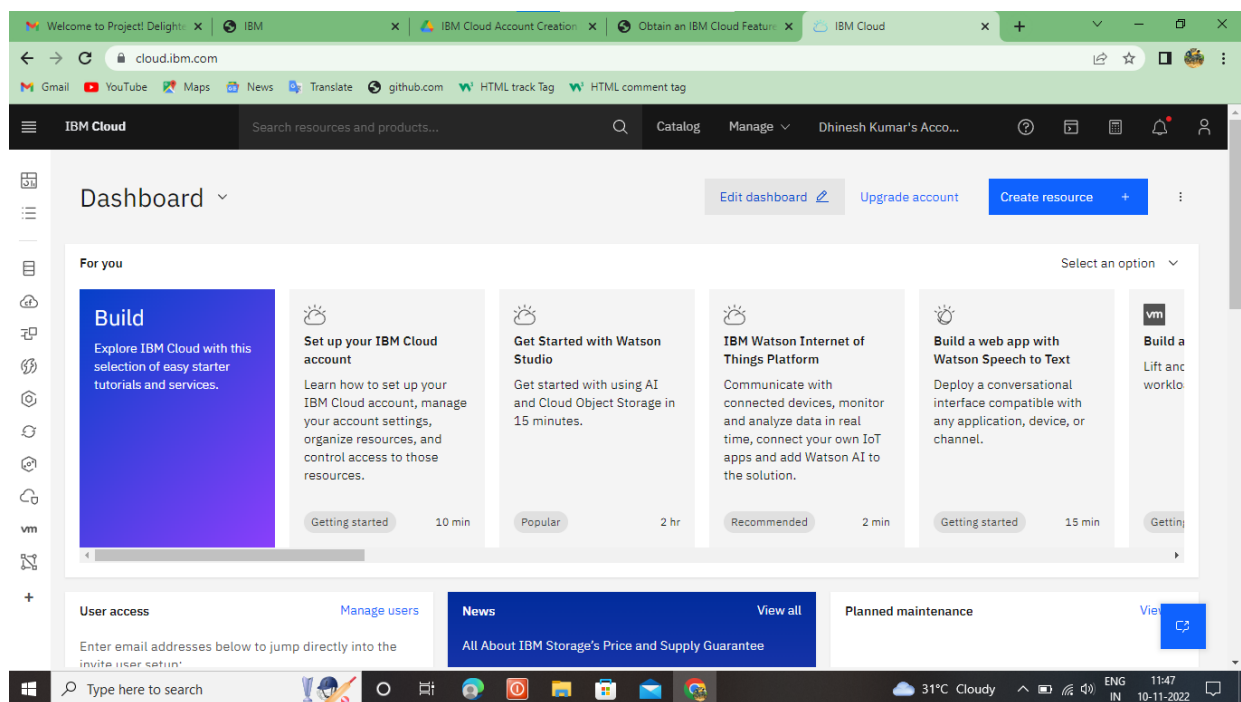 Welcome to Project! Delighte
IBM
IBM Cloud Account Creation
Obtain an IBM Cloud Feature
IBM Cloud
cloud.ibm.com
Gmail YouTube Maps News Translate github.com HTML track Tag HTML comment tag
IBM Cloud Search resources and products... Catalog Manage Dhinesh Kumar's Acco...
Dashboard Edit dashboard Upgrade account Create resource +
For you Select an option
Build
Explore IBM Cloud with this
selection of easy starter
tutorials and services.
Set up your IBM Cloud
account
Learn how to set up your
IBM Cloud account, manage
your account settings,
organize resources, and
control access to those
resources.
Getting started 10 min
Get Started with Watson
Studio
Get started with using AI
and Cloud Object Storage in
15 minutes.
Popular 2 hr
IBM Watson Internet of
Things Platform
Communicate with
connected devices, monitor
and analyze data in real
time, connect your own IoT
apps and add Watson AI to
the solution.
Recommended 2 min
Build a web app with
Watson Speech to Text
Deploy a conversational
interface compatible with
any application, device, or
channel.
Getting started 15 min
vm
Build a
Lift and
worklo
Getting
vm
User access Manage users
Enter email addresses below to jump directly into the
invite user setup:
News View all
All About IBM Storage's Price and Supply Guarantee
Planned maintenance View
Type here to search
31°C Cloudy
ENG
IN
11:47
10-11-2022